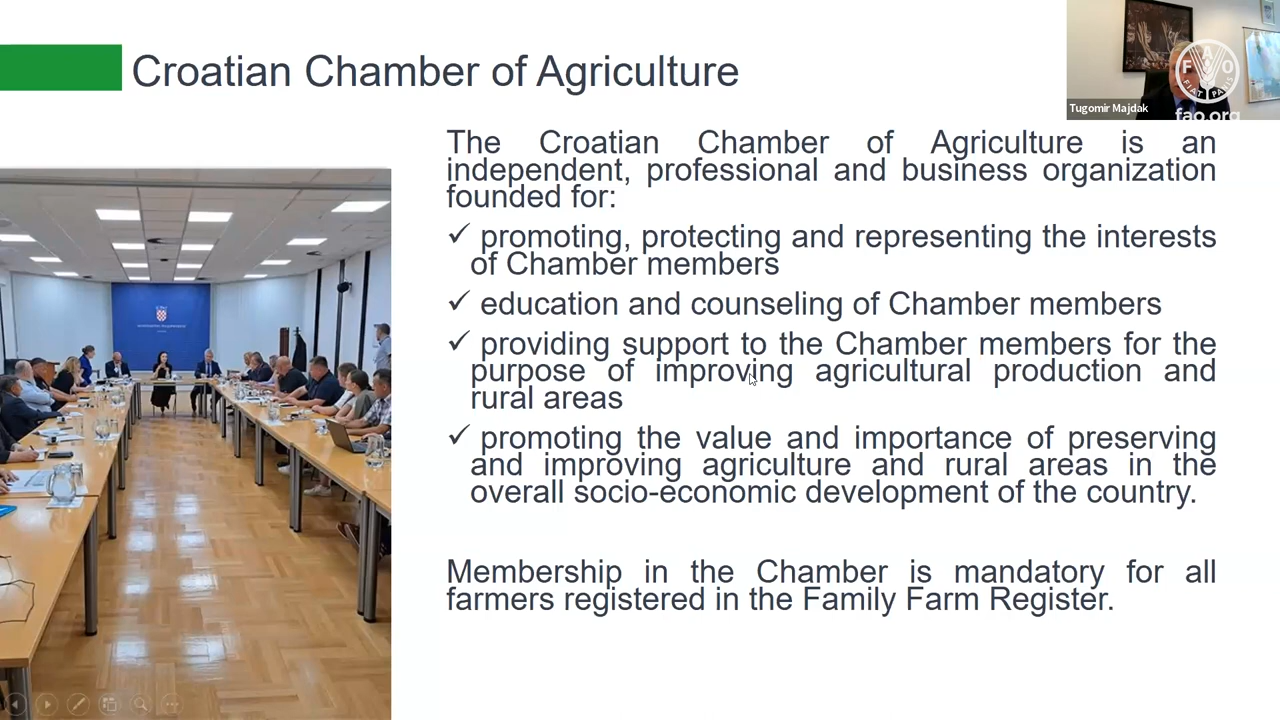 Croatian Chamber of Agriculture
Tugomir Majdak
F A O
FIAT PANIS
fao.org
The Croatian Chamber of Agriculture is an
independent, professional and business organization
founded for:
✓ promoting, protecting and representing the interests
of Chamber members
✓ education and counseling of Chamber members
✓ providing support to the Chamber members for the
purpose of improving agricultural production and
rural areas
✓ promoting the value and importance of preserving
and improving agriculture and rural areas in the
overall socio-economic development of the country.
Membership in the Chamber is mandatory for all
farmers registered in the Family Farm Register.